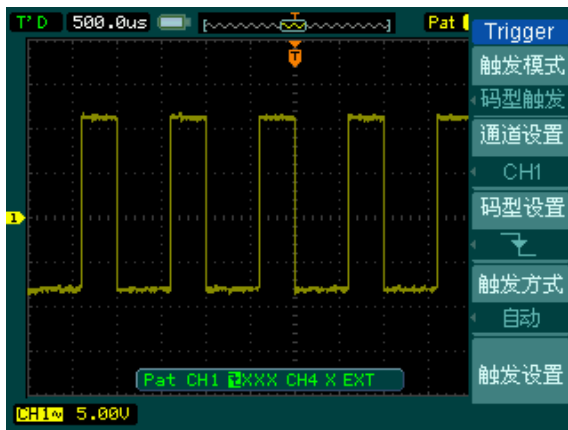 T'D 500.0us Pat
T
Trigger
触发模式
码型触发
通道设置
CH1
码型设置
触发方式
自动
触发设置
1
Pat CH1 XXX CH4 X EXT
CH1~ 5.00V